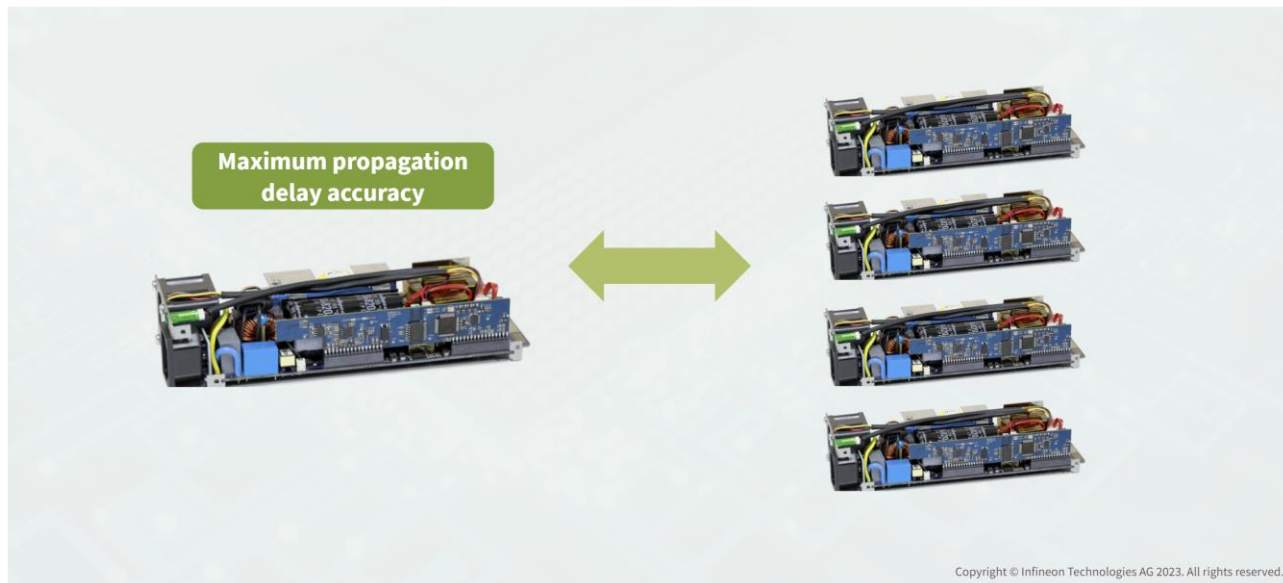 Maximum propagation
delay accuracy
Copyright © Infineon Technologies AG 2023. All rights reserved.